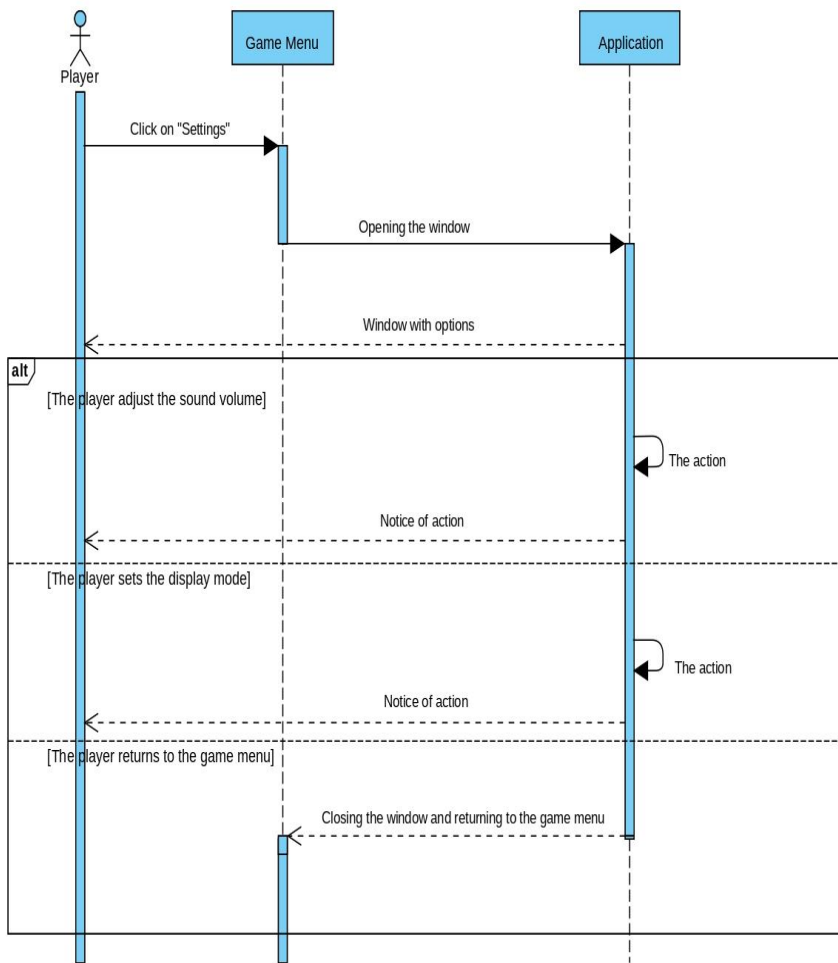 Player
Game Menu
Application
Click on "Settings"
Opening the window
Window with options
alt
[The player adjust the sound volume]
The action
Notice of action
[The player sets the display mode]
The action
Notice of action
[The player returns to the game menu]
Closing the window and returning to the game menu